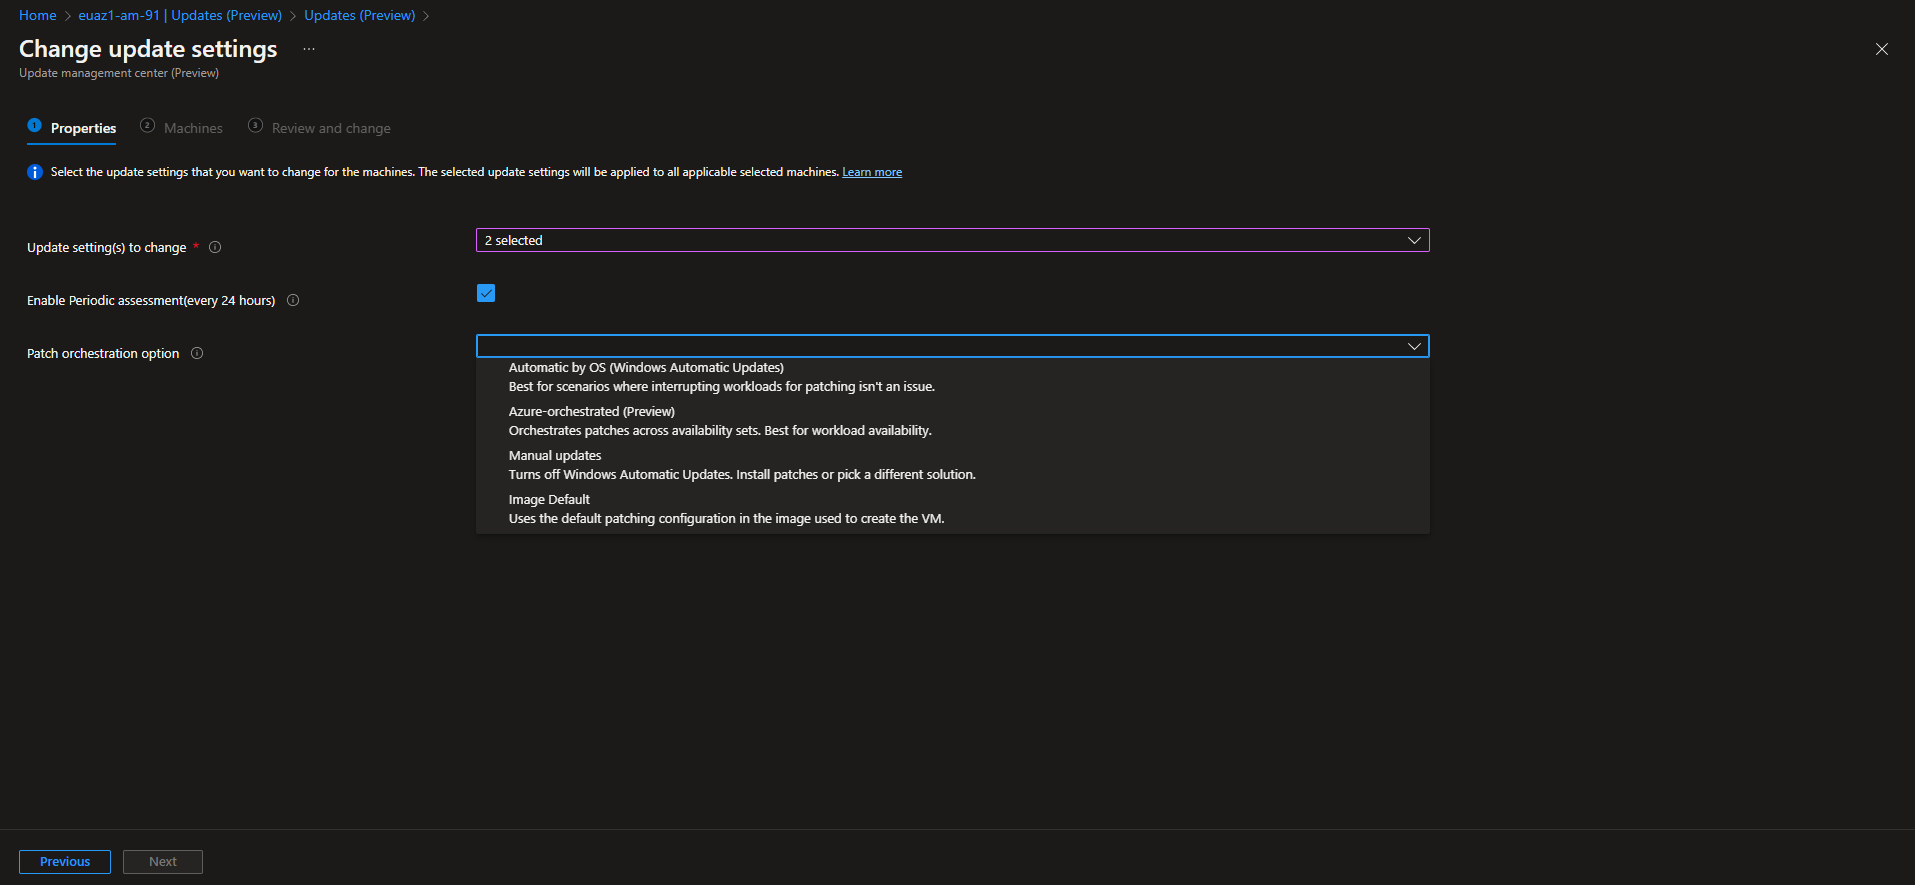 Home > euaz1-am-91 | Updates (Preview) > Updates (Preview) >
Change update settings ...
Update management center (Preview)
1 Properties 2 Machines 3 Review and change
Select the update settings that you want to change for the machines. The selected update settings will be applied to all applicable selected machines. Learn more
Update setting(s) to change * 2 selected
Enable Periodic assessment(every 24 hours)
Patch orchestration option
Automatic by OS (Windows Automatic Updates)
Best for scenarios where interrupting workloads for patching isn't an issue.
Azure-orchestrated (Preview)
Orchestrates patches across availability sets. Best for workload availability.
Manual updates
Turns off Windows Automatic Updates. Install patches or pick a different solution.
Image Default
Uses the default patching configuration in the image used to create the VM.
Previous Next